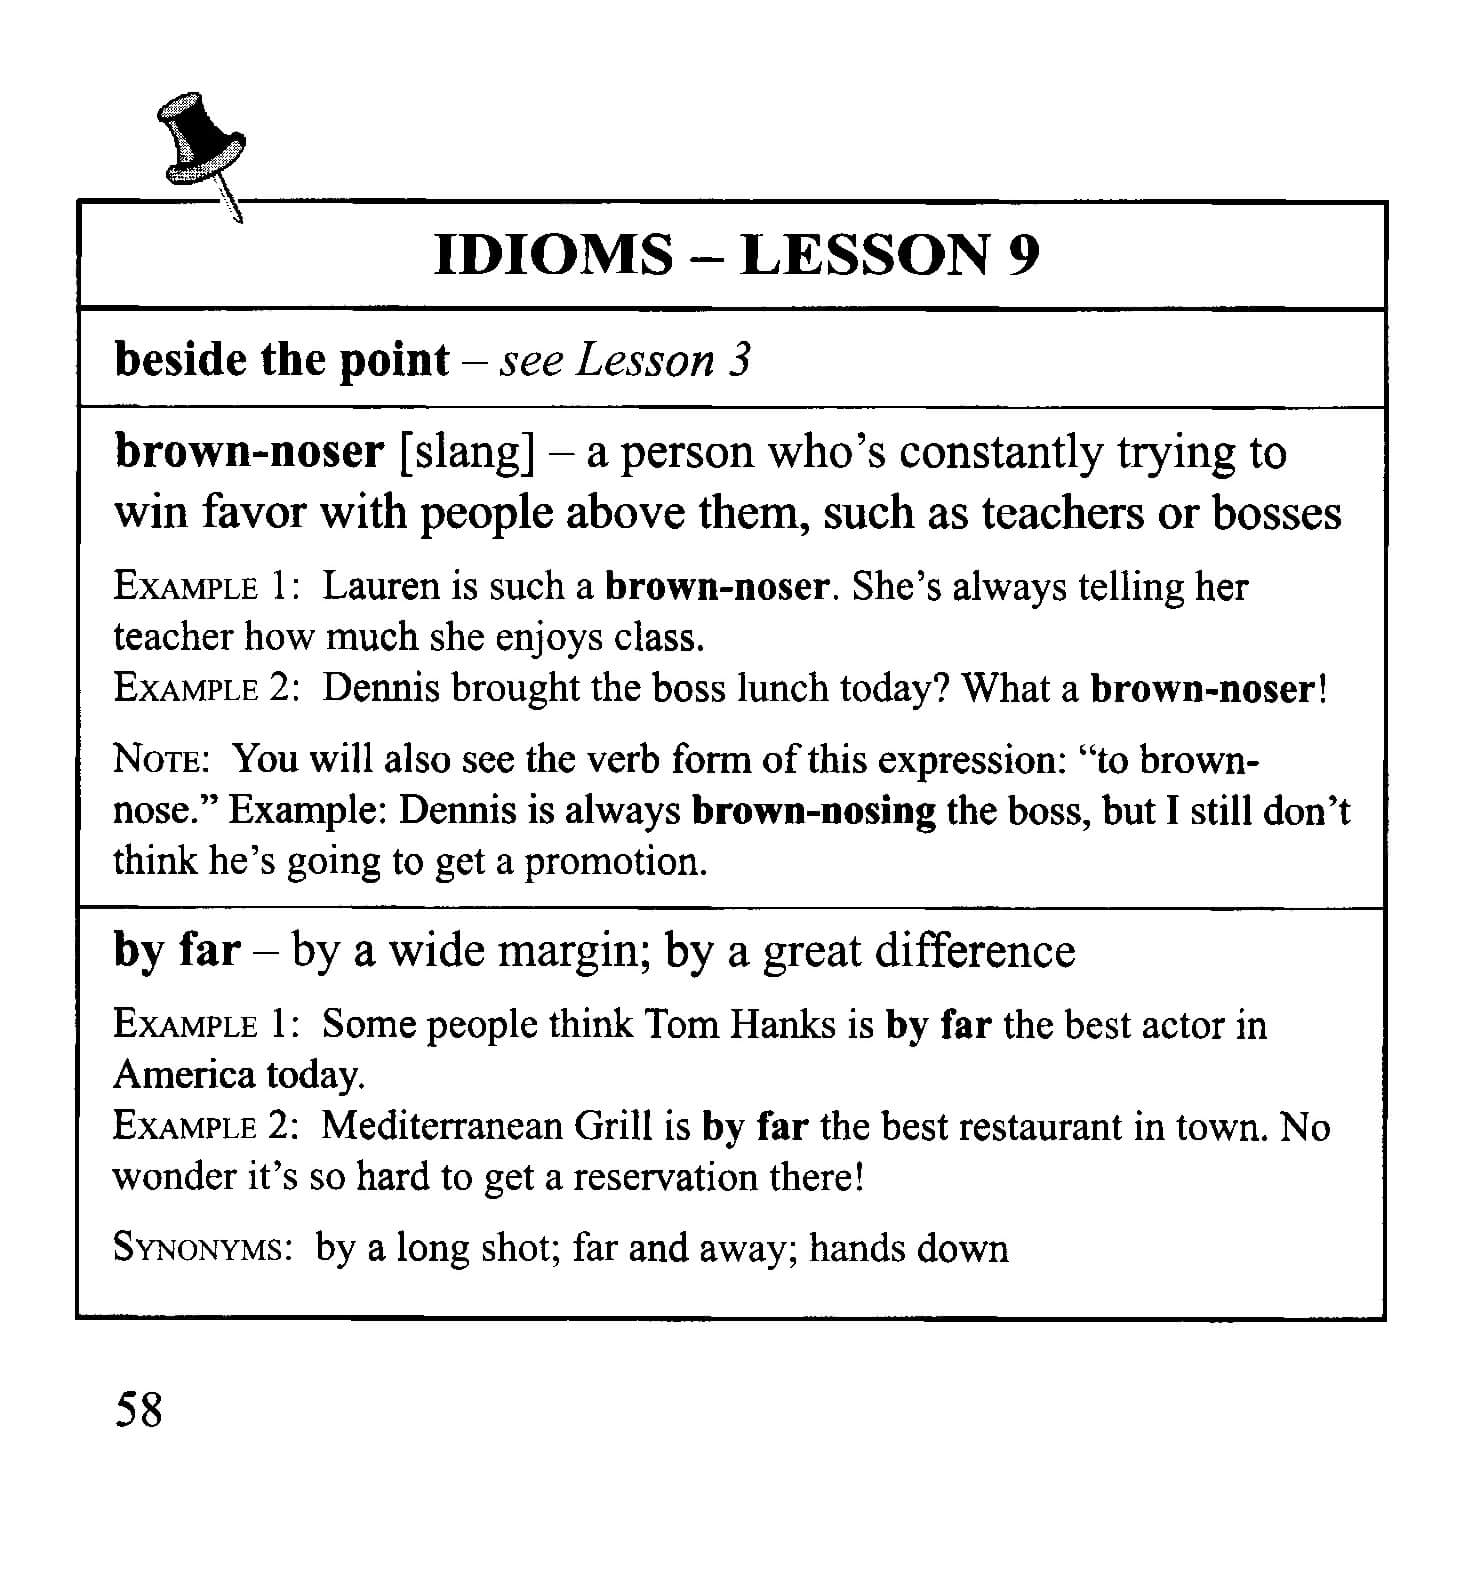 IDIOMS – LESSON 9
beside the point – see Lesson 3
brown-noser [slang] – a person who’s constantly trying to
win favor with people above them, such as teachers or bosses
EXAMPLE 1: Lauren is such a brown-noser. She’s always telling her
teacher how much she enjoys class.
EXAMPLE 2: Dennis brought the boss lunch today? What a brown-noser!
NOTE: You will also see the verb form of this expression: “to brown-
nose.” Example: Dennis is always brown-nosing the boss, but I still don’t
think he’s going to get a promotion.
by far – by a wide margin; by a great difference
EXAMPLE 1: Some people think Tom Hanks is by far the best actor in
America today.
EXAMPLE 2: Mediterranean Grill is by far the best restaurant in town. No
wonder it’s so hard to get a reservation there!
SYNONYMS: by a long shot; far and away; hands down
58